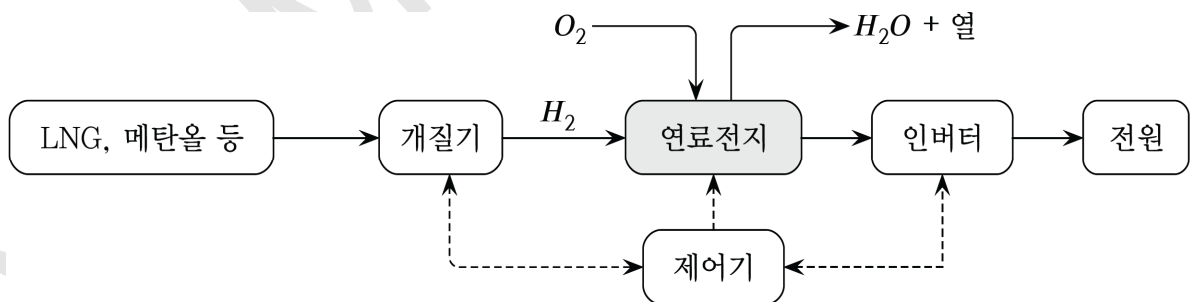 O₂
H₂O + 열
LNG, 메탄올 등
개질기
H₂
연료전지
인버터
전원
제어기